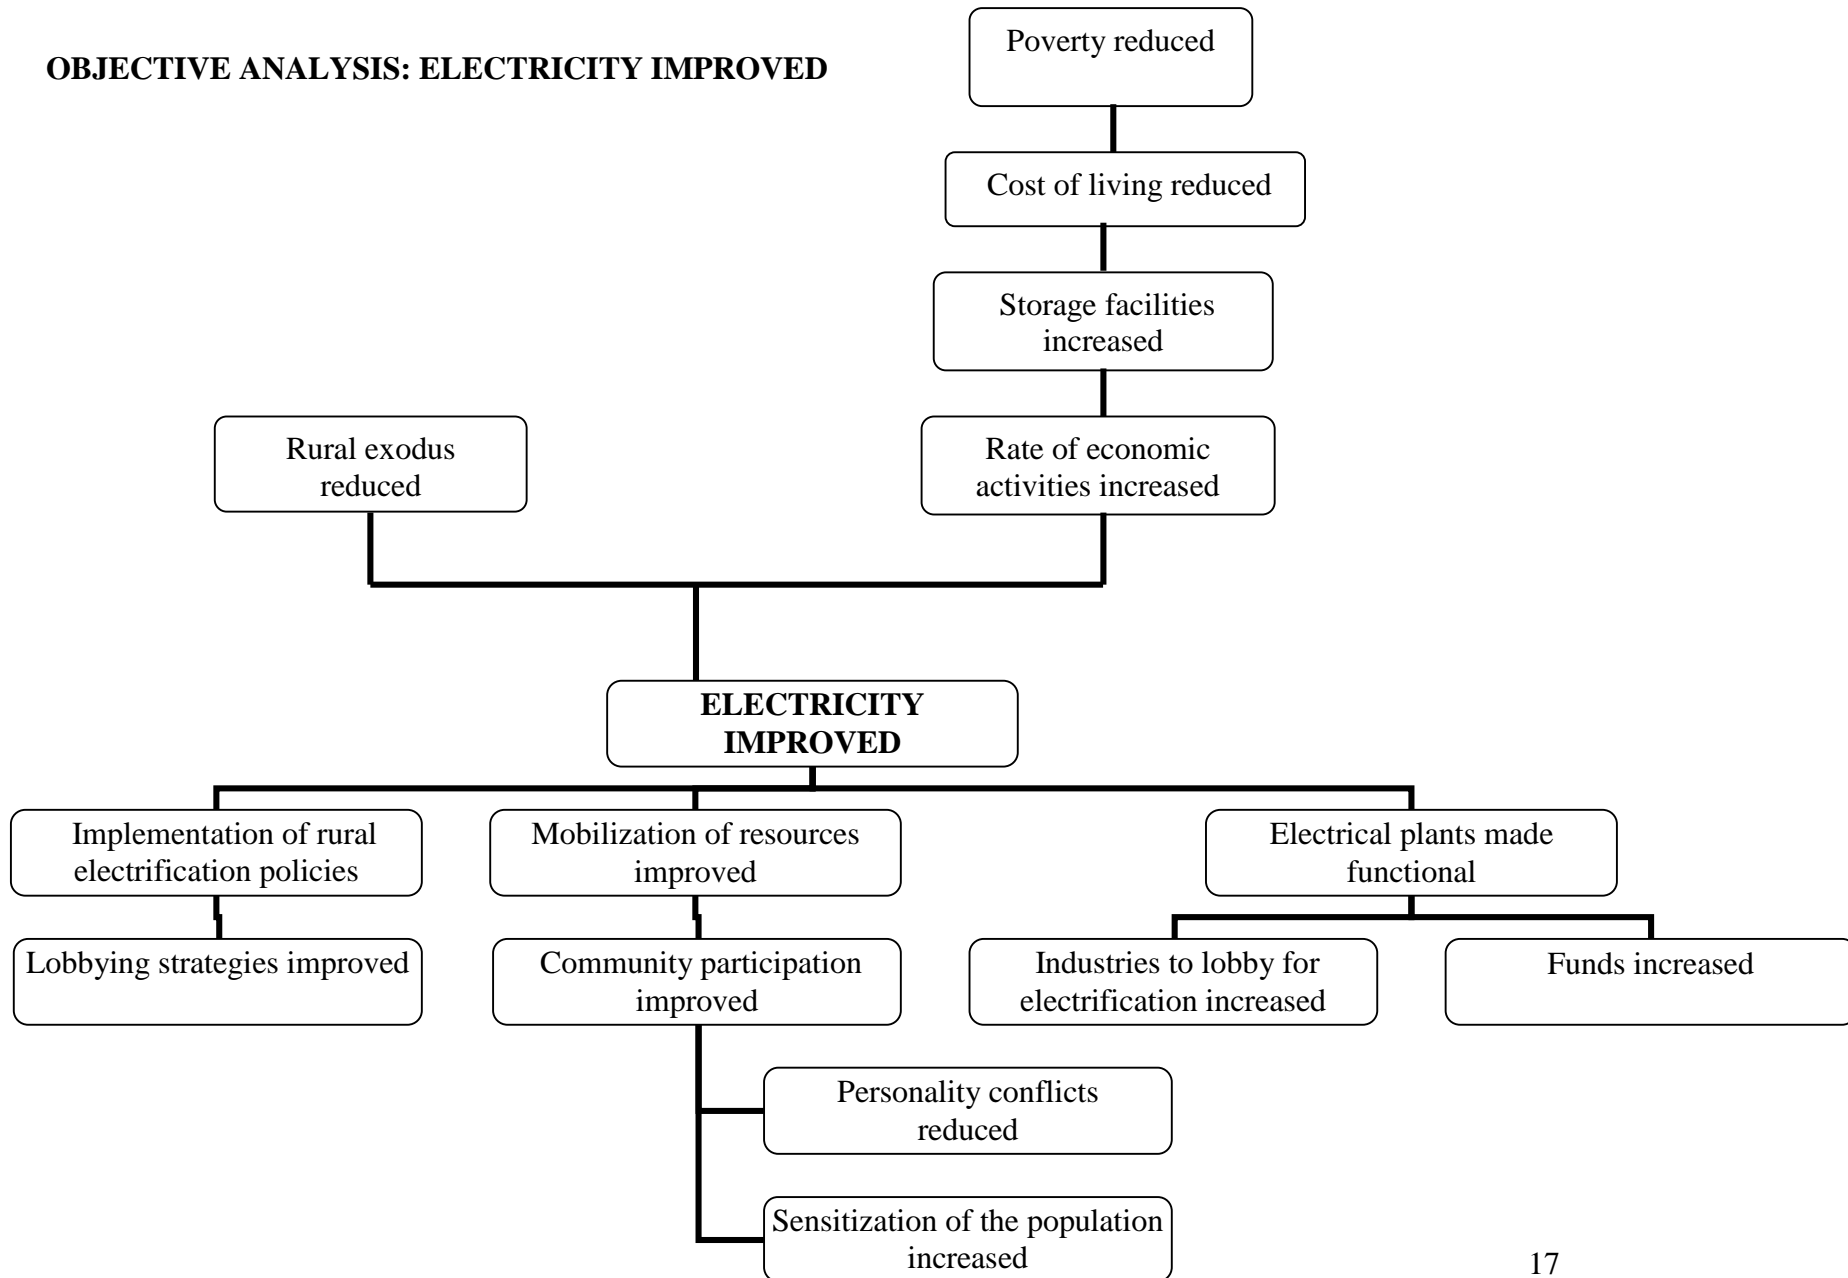 OBJECTIVE ANALYSIS: ELECTRICITY IMPROVED
Poverty reduced
Cost of living reduced
Storage facilities
increased
Rural exodus
reduced
Rate of economic
activities increased
ELECTRICITY
IMPROVED
Implementation of rural
electrification policies
Mobilization of resources
improved
Electrical plants made
functional
Lobbying strategies improved
Community participation
improved
Industries to lobby for
electrification increased
Funds increased
Personality conflicts
reduced
Sensitization of the population
increased
17